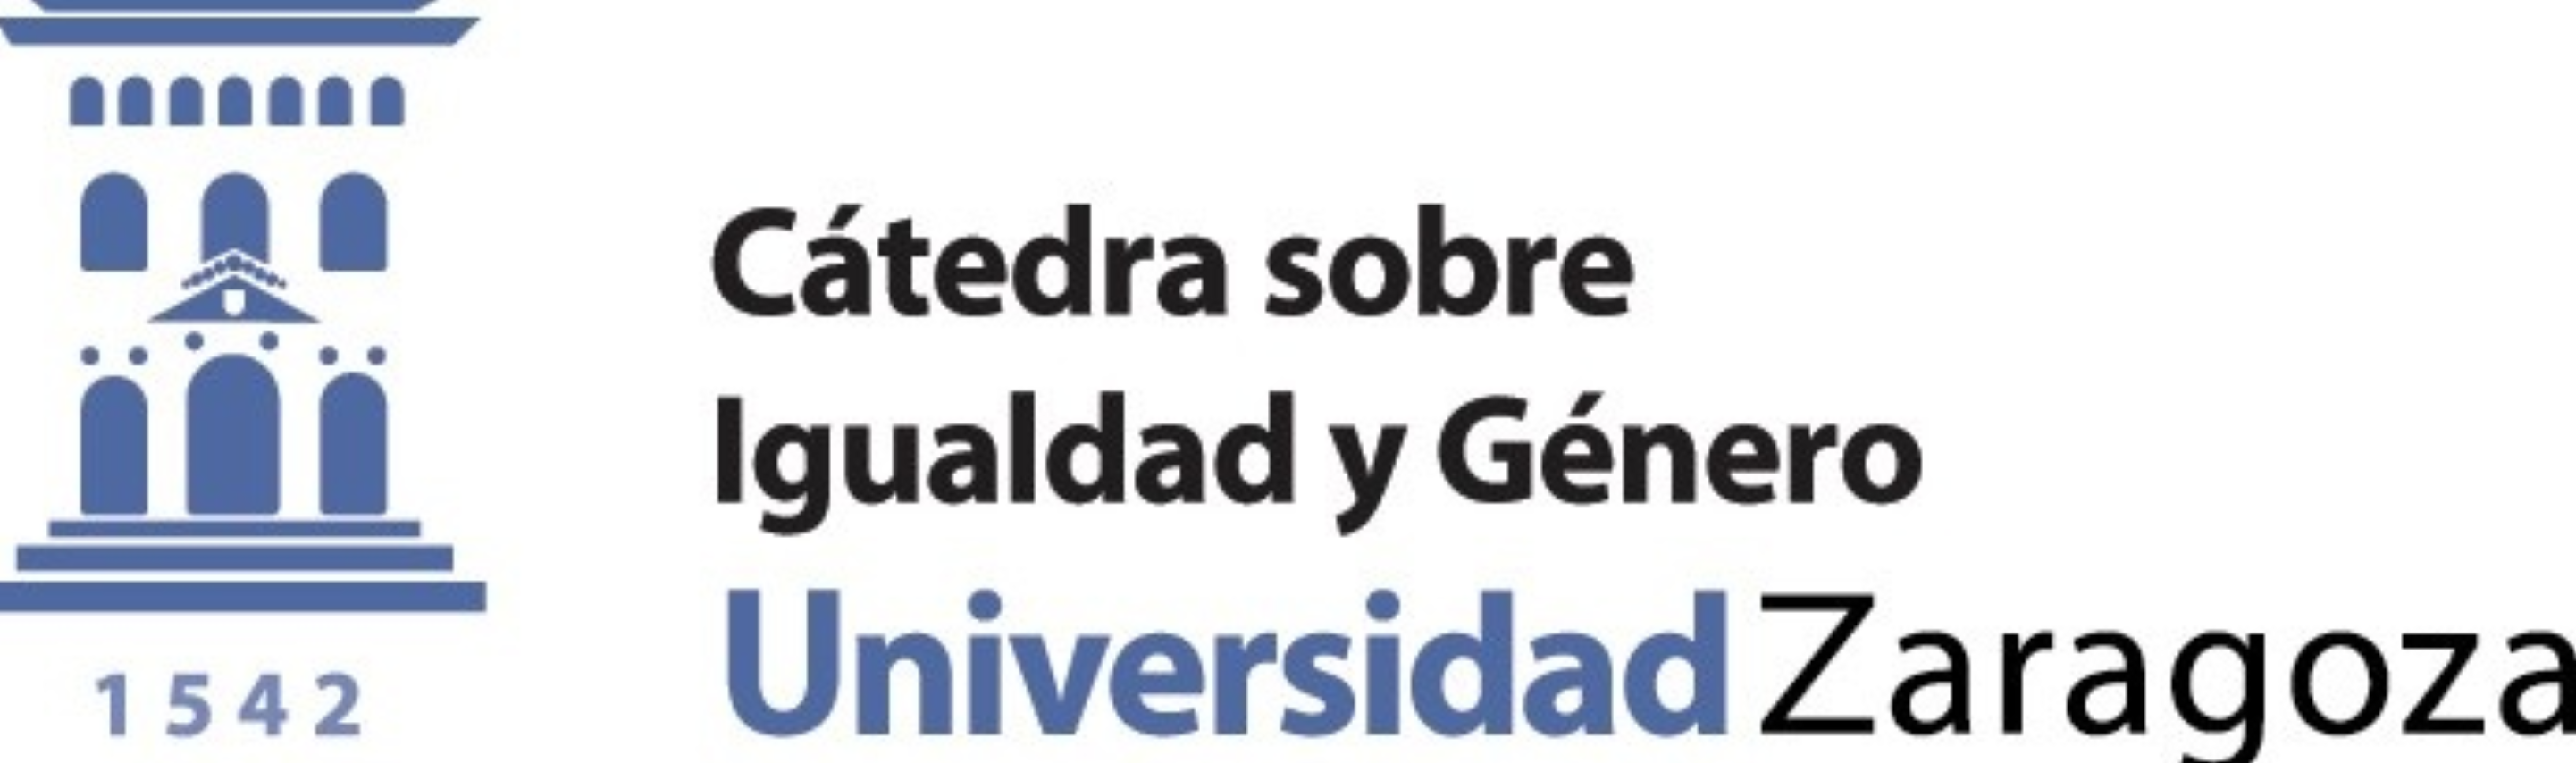 Cátedra sobre
Igualdad y Género
Universidad Zaragoza
1542